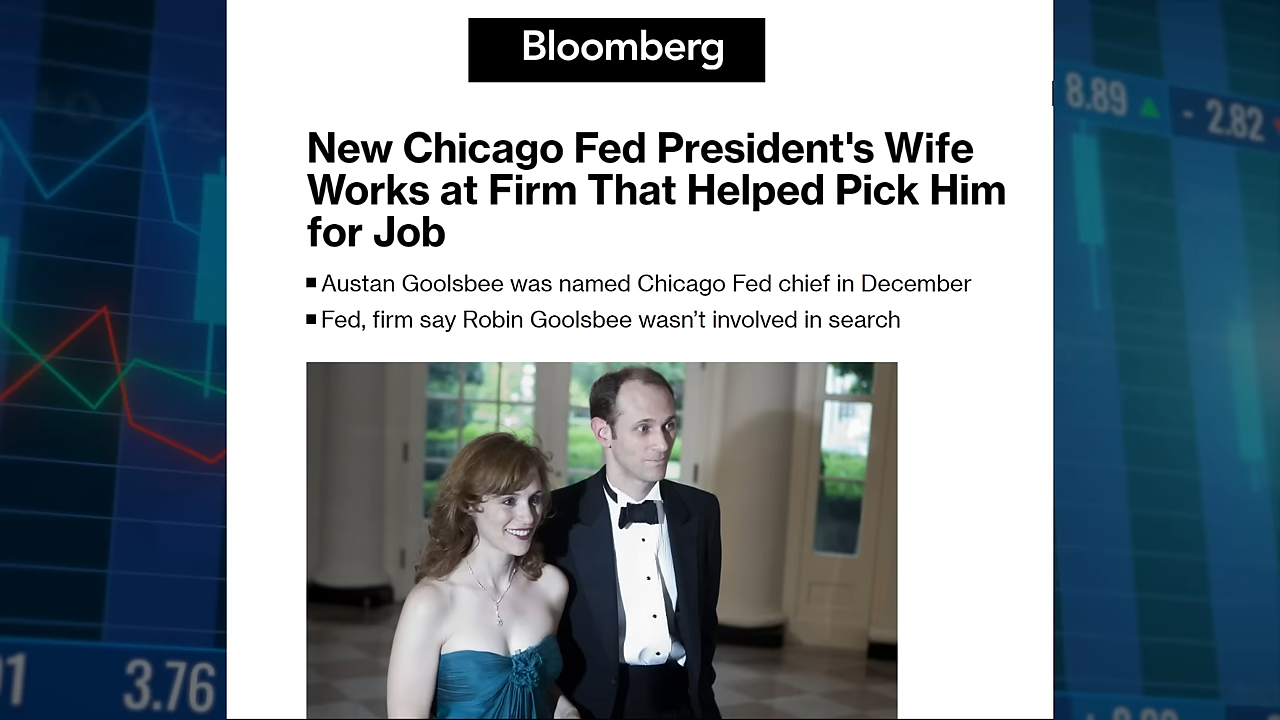 Bloomberg
New Chicago Fed President's Wife
Works at Firm That Helped Pick Him
for Job
Austan Goolsbee was named Chicago Fed chief in December
Fed, firm say Robin Goolsbee wasn’t involved in search
8.89
- 2.82
3.76